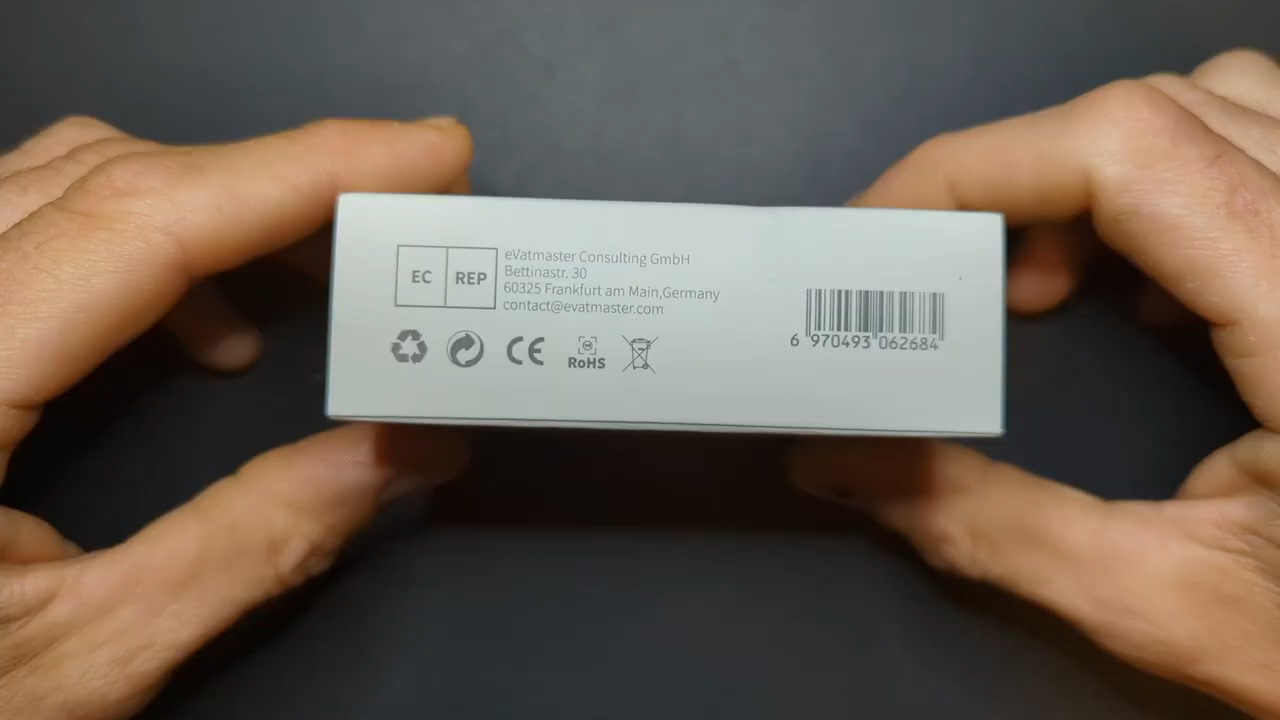 EC REP
eVatmaster Consulting GmbH
Bettinastr. 30
60325 Frankfurt am Main,Germany
contact@evatmaster.com
CE
RoHS
6 970493 062684